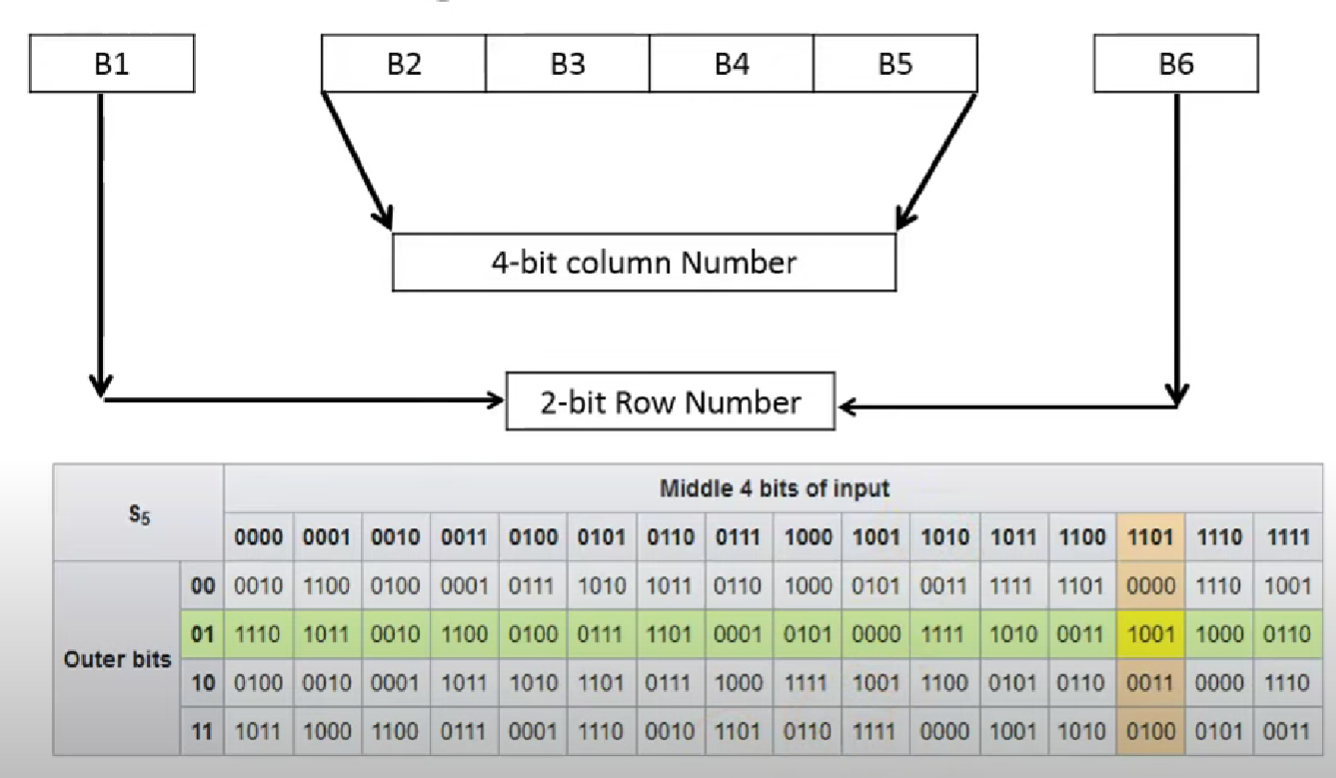 B1 B2 B3 B4 B5 B6
4-bit column Number
2-bit Row Number
S5 Middle 4 bits of input
0000 0001 0010 0011 0100 0101 0110 0111 1000 1001 1010 1011 1100 1101 1110 1111
Outer bits
00 0010 1100 0100 0001 0111 1010 1011 0110 1000 0101 0011 1111 1101 0000 1110 1001
01 1110 1011 0010 1100 0100 0111 1101 0001 0101 0000 1111 1010 0011 1001 1000 0110
10 0100 0010 0001 1011 1010 1101 0111 1000 1111 1001 1100 0101 0110 0011 0000 1110
11 1011 1000 1100 0111 0001 1110 0010 1101 0110 1111 0000 1001 1010 0100 0101 0011